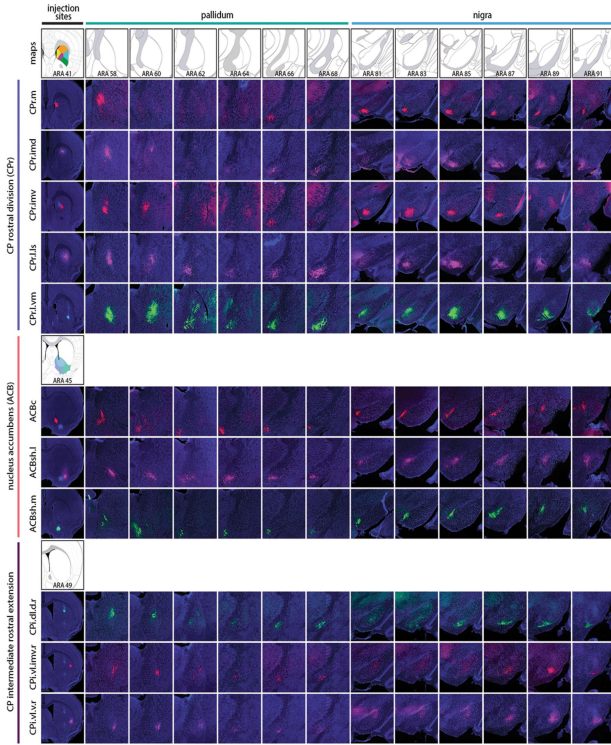 injection sites
pallidum
nigra
maps
ARA 41
ARA 58
ARA 60
ARA 62
ARA 64
ARA 66
ARA 68
ARA 81
ARA 83
ARA 85
ARA 87
ARA 89
ARA 91
CP rostral division (CPr)
CPr.m
CPr.imd
CPr.imv
CPr.l.ls
CPr.l.vm
ARA 45
nucleus accumbens (ACB)
ACBc
ACBsh.l
ACBsh.m
ARA 49
CP intermediate rostral extension
CPi.dl.d.r
CPi.vl.imv.r
CPi.vl.v.r